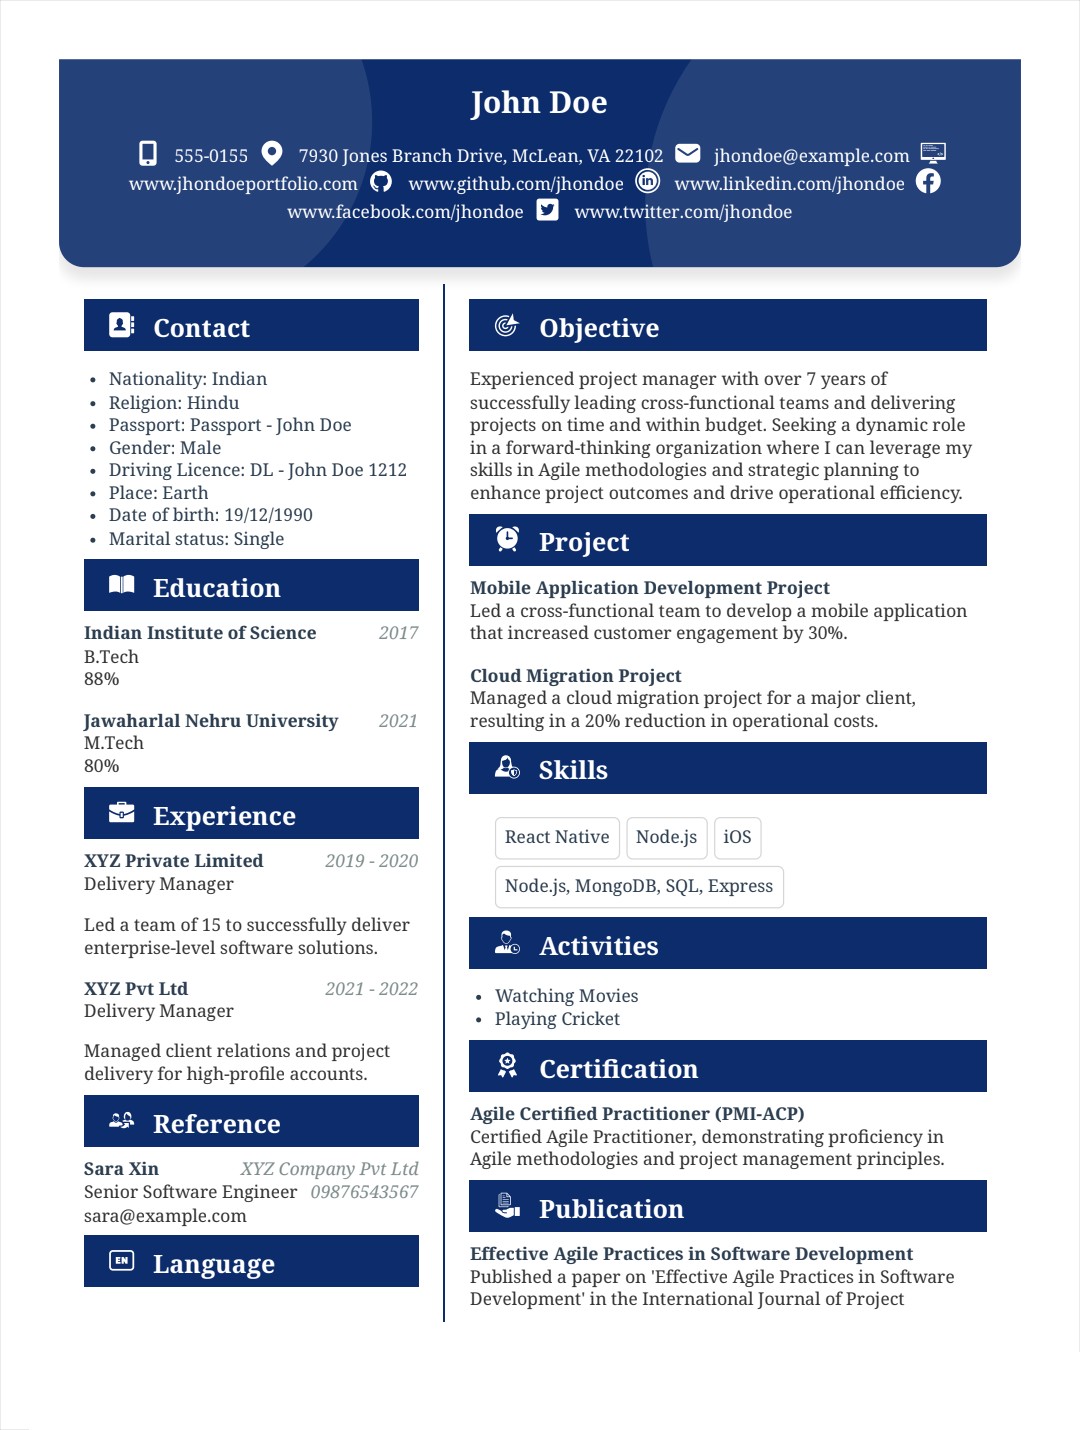 John Doe
555-0155 7930 Jones Branch Drive, McLean, VA 22102 jhondoe@example.com
www.jhondoeportfolio.com www.github.com/jhondoe www.linkedin.com/jhondoe
www.facebook.com/jhondoe www.twitter.com/jhondoe
Contact
Nationality: Indian
Religion: Hindu
Passport: Passport - John Doe
Gender: Male
Driving Licence: DL - John Doe 1212
Place: Earth
Date of birth: 19/12/1990
Marital status: Single
Education
Indian Institute of Science 2017
B.Tech
88%
Jawaharlal Nehru University 2021
M.Tech
80%
Experience
XYZ Private Limited 2019 - 2020
Delivery Manager
Led a team of 15 to successfully deliver
enterprise-level software solutions.
XYZ Pvt Ltd 2021 - 2022
Delivery Manager
Managed client relations and project
delivery for high-profile accounts.
Reference
Sara Xin XYZ Company Pvt Ltd
Senior Software Engineer 09876543567
sara@example.com
EN Language
Objective
Experienced project manager with over 7 years of
successfully leading cross-functional teams and delivering
projects on time and within budget. Seeking a dynamic role
in a forward-thinking organization where I can leverage my
skills in Agile methodologies and strategic planning to
enhance project outcomes and drive operational efficiency.
Project
Mobile Application Development Project
Led a cross-functional team to develop a mobile application
that increased customer engagement by 30%.
Cloud Migration Project
Managed a cloud migration project for a major client,
resulting in a 20% reduction in operational costs.
Skills
React Native Node.js iOS
Node.js, MongoDB, SQL, Express
Activities
Watching Movies
Playing Cricket
Certification
Agile Certified Practitioner (PMI-ACP)
Certified Agile Practitioner, demonstrating proficiency in
Agile methodologies and project management principles.
Publication
Effective Agile Practices in Software Development
Published a paper on 'Effective Agile Practices in Software
Development' in the International Journal of Project